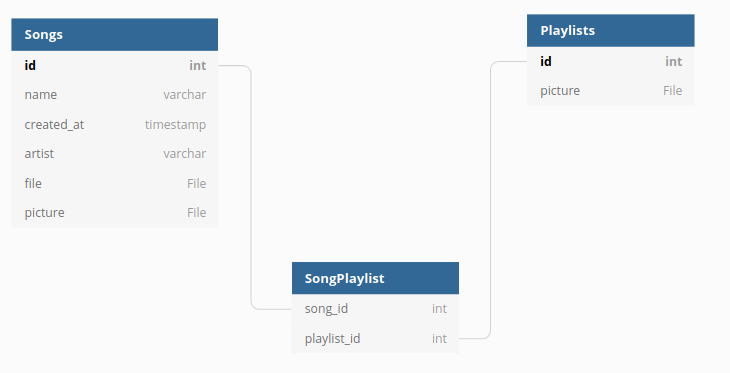 Songs
id int
name varchar
created_at timestamp
artist varchar
file File
picture File
Playlists
id int
picture File
SongPlaylist
song_id int
playlist_id int